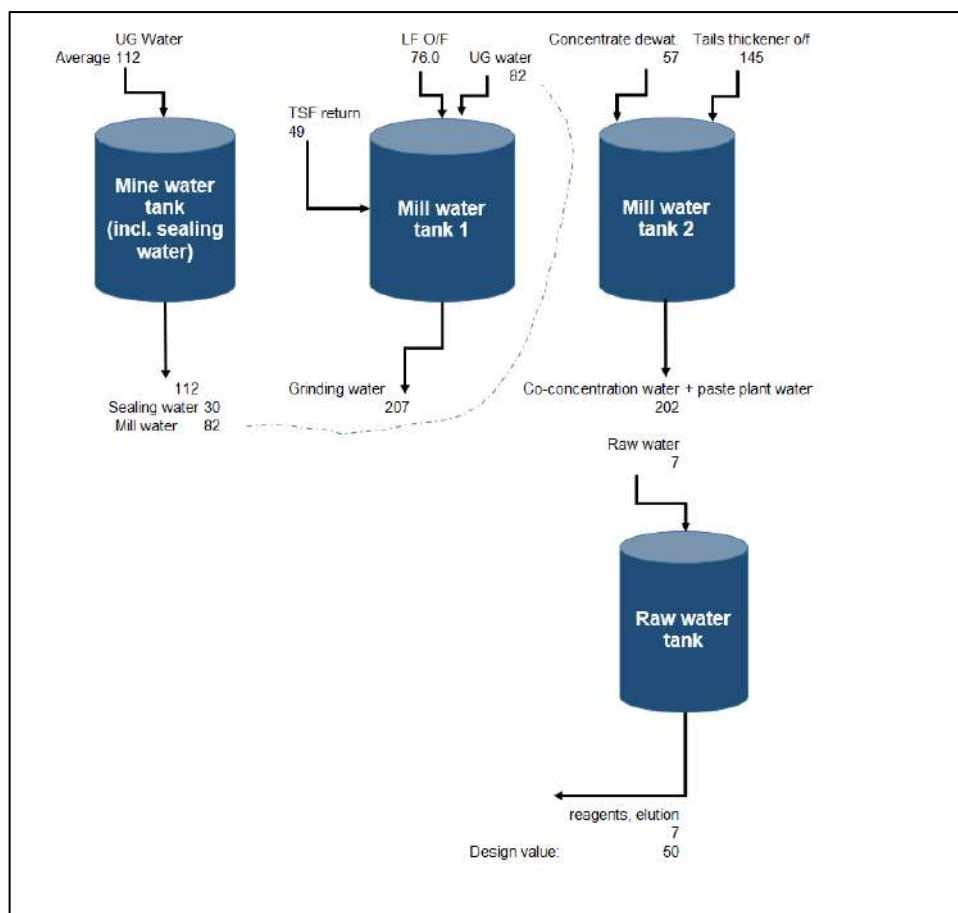 UG Water
Average 112
LF O/F
76.0
UG water
82
Concentrate dewat.
57
Tails thickener o/f
145
TSF return
49
Mine water
tank
(incl. sealing
water)
Mill water
tank 1
Mill water
tank 2
112
Sealing water 30
Mill water 82
Grinding water
207
Co-concentration water + paste plant water
202
Raw water
7
Raw water
tank
reagents, elution
7
Design value: 50